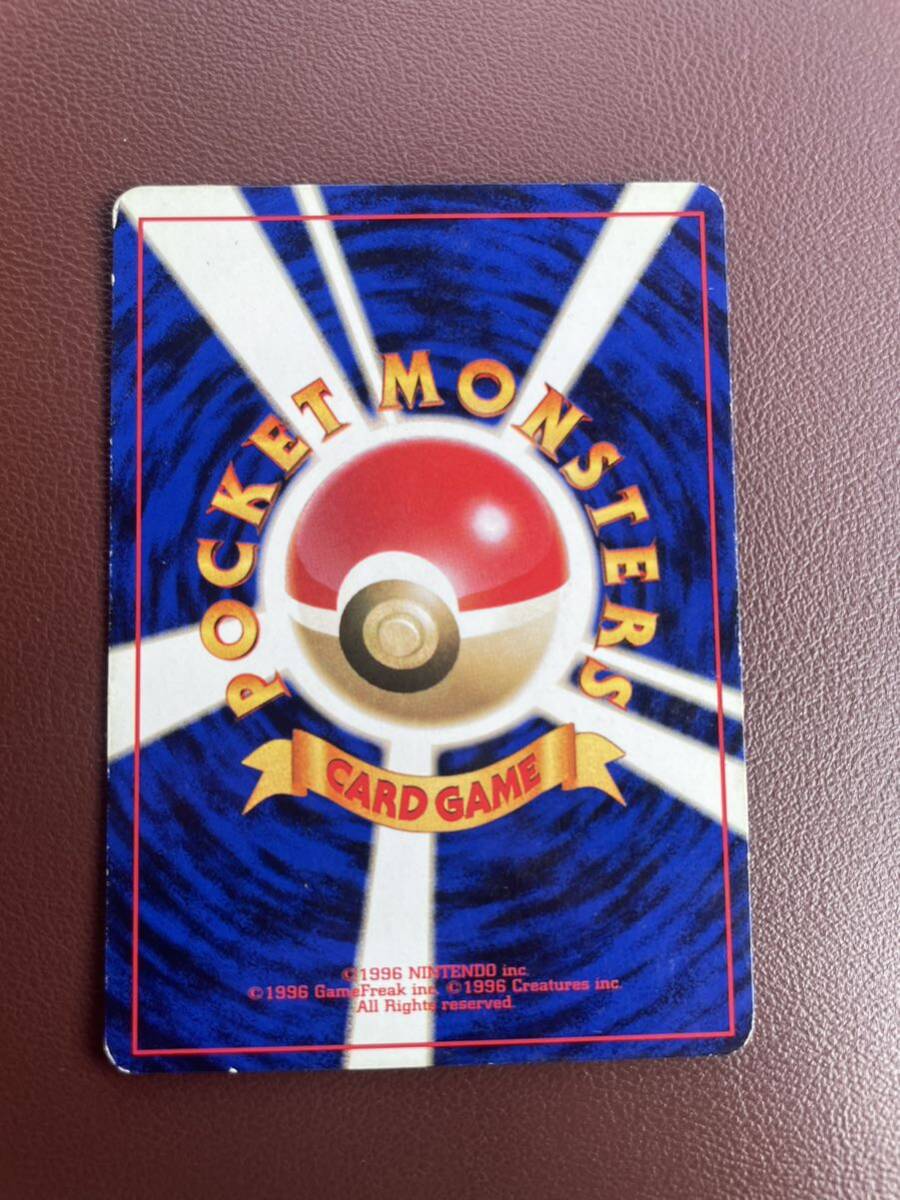 POCKET MONSTERS
CARD GAME
©1996 NINTENDO inc.
©1996 GameFreak inc. ©1996 Creatures inc.
All Rights reserved.